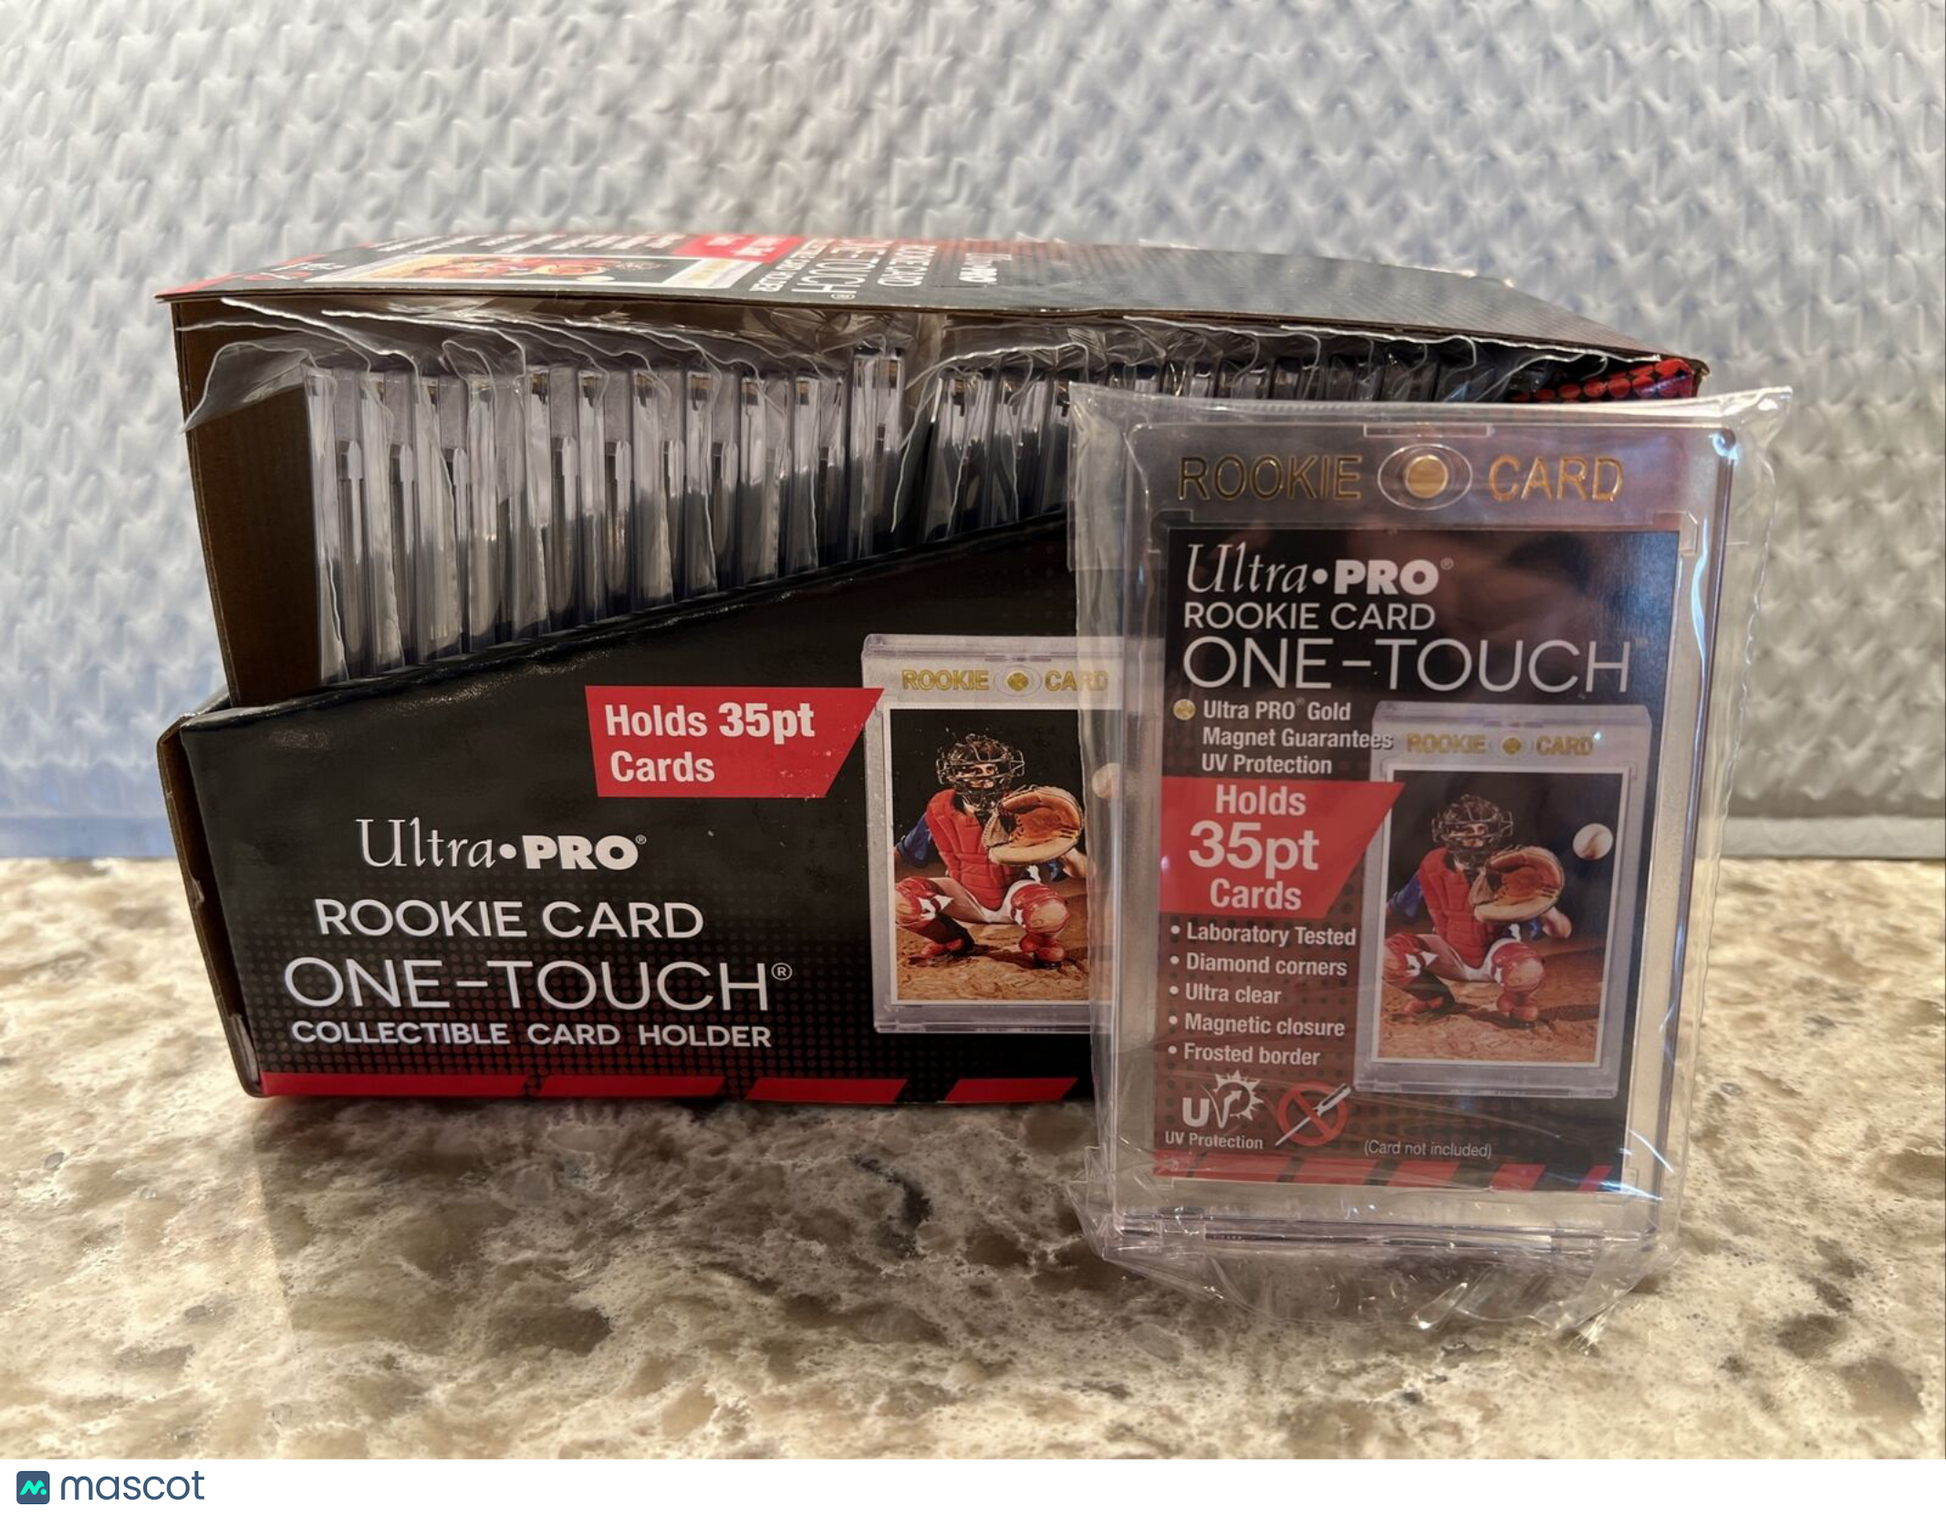 Holds 35pt
Cards
ROOKIE CARD
Ultra•PRO®
ROOKIE CARD
ONE-TOUCH®
COLLECTIBLE CARD HOLDER
ROOKIE CARD
Ultra•PRO®
ROOKIE CARD
ONE-TOUCH
Ultra PRO® Gold
Magnet Guarantees
UV Protection
ROOKIE CARD
Holds
35pt
Cards
• Laboratory Tested
• Diamond corners
• Ultra clear
• Magnetic closure
• Frosted border
UV
UV Protection
(Card not included)
mascot